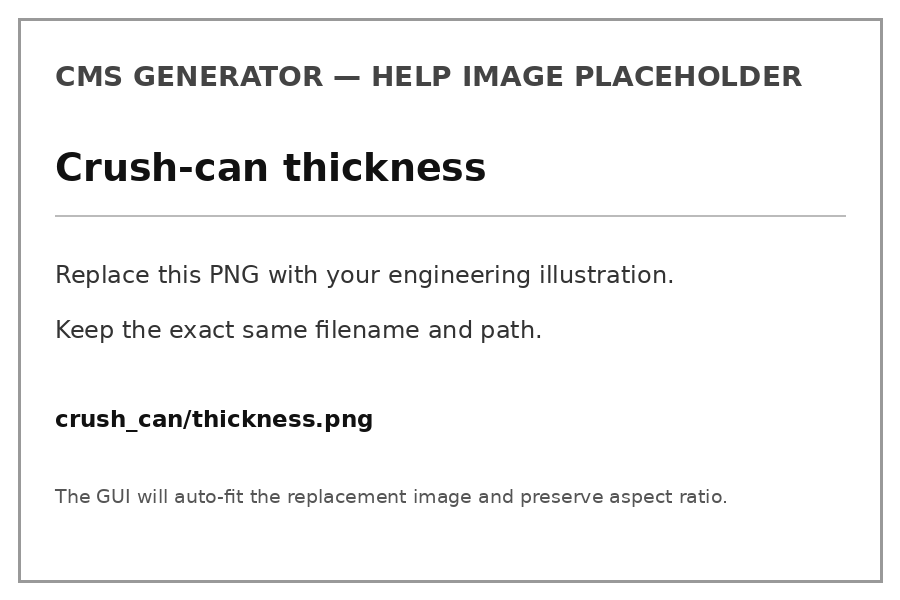 CMS GENERATOR — HELP IMAGE PLACEHOLDER
Crush-can thickness
Replace this PNG with your engineering illustration.
Keep the exact same filename and path.
crush_can/thickness.png
The GUI will auto-fit the replacement image and preserve aspect ratio.